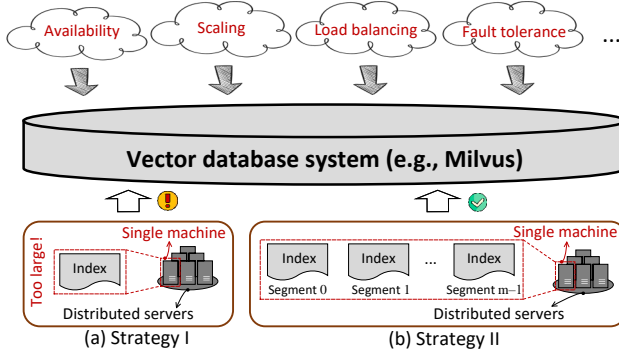 Availability
Scaling
Load balancing
Fault tolerance
...
Vector database system (e.g., Milvus)
Too large!
Single machine
Index
Distributed servers
(a) Strategy I
Single machine
Index
Index
...
Index
Segment 0
Segment 1
Segment m−1
Distributed servers
(b) Strategy II